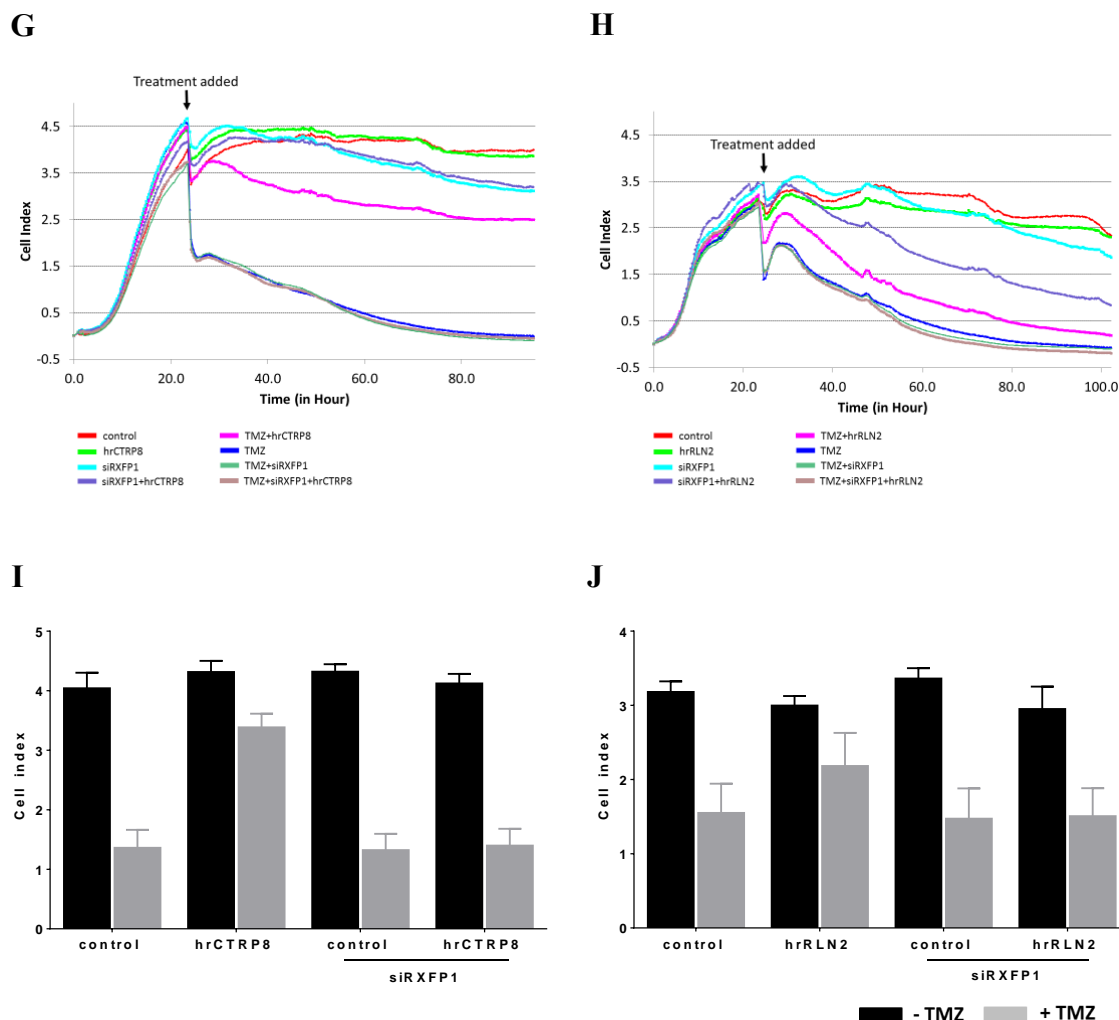 G
H
Treatment added
Cell Index
4.5
3.5
2.5
1.5
0.5
-0.5
0.0
20.0
40.0
60.0
80.0
Time (in Hour)
control
hrCTRP8
siRXFP1
siRXFP1+hrCTRP8
TMZ+hrCTRP8
TMZ
TMZ+siRXFP1
TMZ+siRXFP1+hrCTRP8
Treatment added
Cell Index
4.5
3.5
2.5
1.5
0.5
-0.5
0.0
20.0
40.0
60.0
80.0
100.0
Time (in Hour)
control
hrRLN2
siRXFP1
siRXFP1+hrRLN2
TMZ+hrRLN2
TMZ
TMZ+siRXFP1
TMZ+siRXFP1+hrRLN2
I
J
Cell index
5
4
3
2
1
0
control
hrCTRP8
control
hrCTRP8
siRXFP1
Cell index
4
3
2
1
0
control
hrRLN2
control
hrRLN2
siRXFP1
- TMZ
+ TMZ